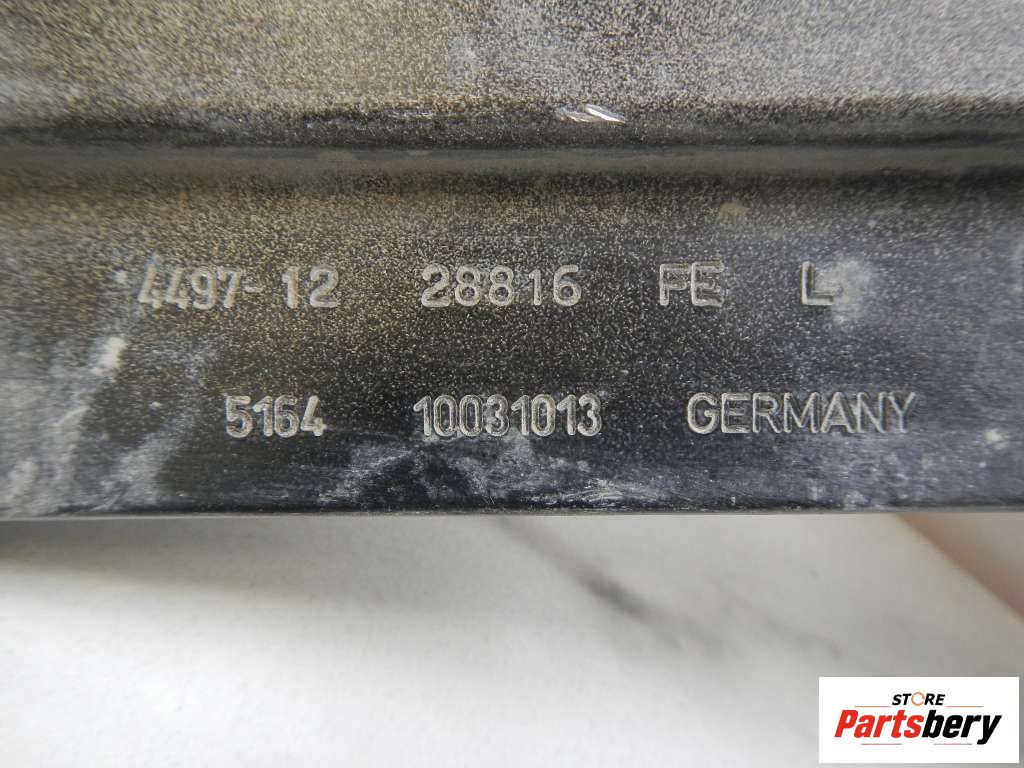 4497-12 28816 FE L
5164 10031013 GERMANY
STORE
Partsbery